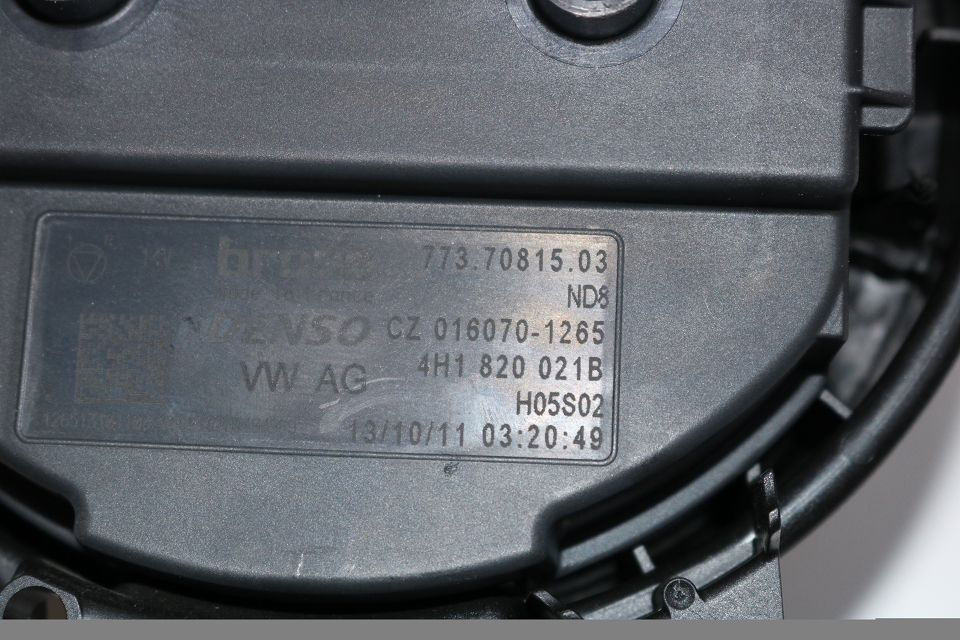 773.70815.03
ND8
DENSO CZ 016070-1265
VW AG 4H1 820 021B
H05S02
13/10/11 03:20:49